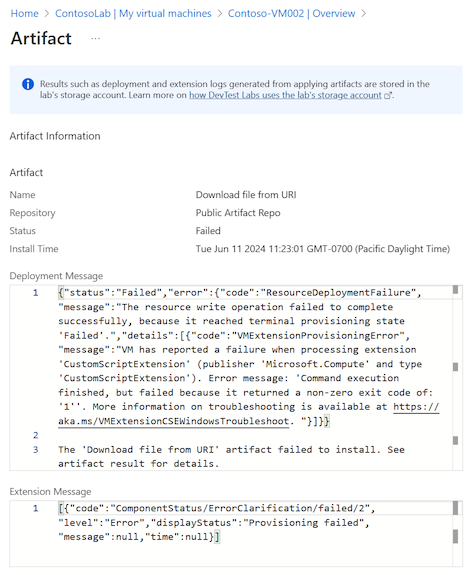 Home > ContosoLab | My virtual machines > Contoso-VM002 | Overview >
Artifact ...
Results such as deployment and extension logs generated from applying artifacts are stored in the
lab's storage account. Learn more on how DevTest Labs uses the lab's storage account.
Artifact Information
Artifact
Name Download file from URI
Repository Public Artifact Repo
Status Failed
Install Time Tue Jun 11 2024 11:23:01 GMT-0700 (Pacific Daylight Time)
Deployment Message
1 {"status":"Failed","error":{"code":"ResourceDeploymentFailure",
"message":"The resource write operation failed to complete
successfully, because it reached terminal provisioning state
'Failed'.","details":[{"code":"VMExtensionProvisioningError",
"message":"VM has reported a failure when processing extension
'CustomScriptExtension' (publisher 'Microsoft.Compute' and type
'CustomScriptExtension'). Error message: 'Command execution
finished, but failed because it returned a non-zero exit code of:
'1''. More information on troubleshooting is available at https://
aka.ms/VMExtensionCSEWindowsTroubleshoot. "}]}}
2
3 The 'Download file from URI' artifact failed to install. See
artifact result for details.
Extension Message
1 [{"code":"ComponentStatus/ErrorClarification/failed/2",
"level":"Error","displayStatus":"Provisioning failed",
"message":null,"time":null}]